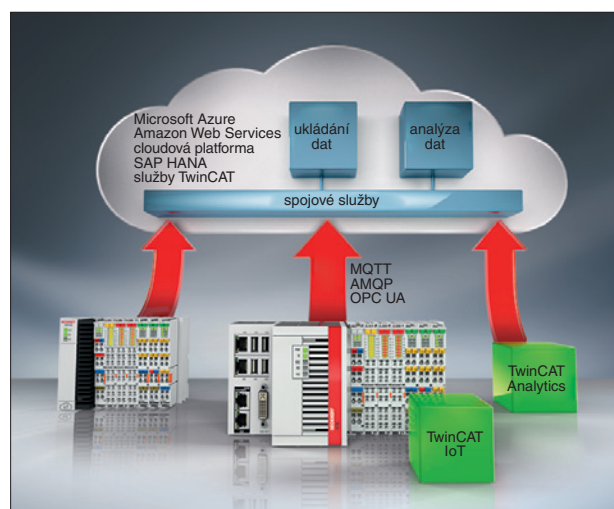 Microsoft Azure
Amazon Web Services
cloudová platforma
SAP HANA
služby TwinCAT
ukládání
dat
analýza
dat
spojové služby
MQTT
AMQP
OPC UA
TwinCAT
Analytics
TwinCAT
IoT